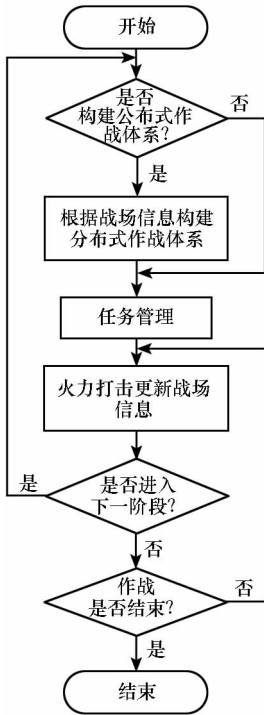 开始
是否
构建公布式作
战体系?
否
是
根据战场信息构建
分布式作战体系
任务管理
火力打击更新战场
信息
是
是否进入
下一阶段?
否
作战
是否结束?
否
是
结束